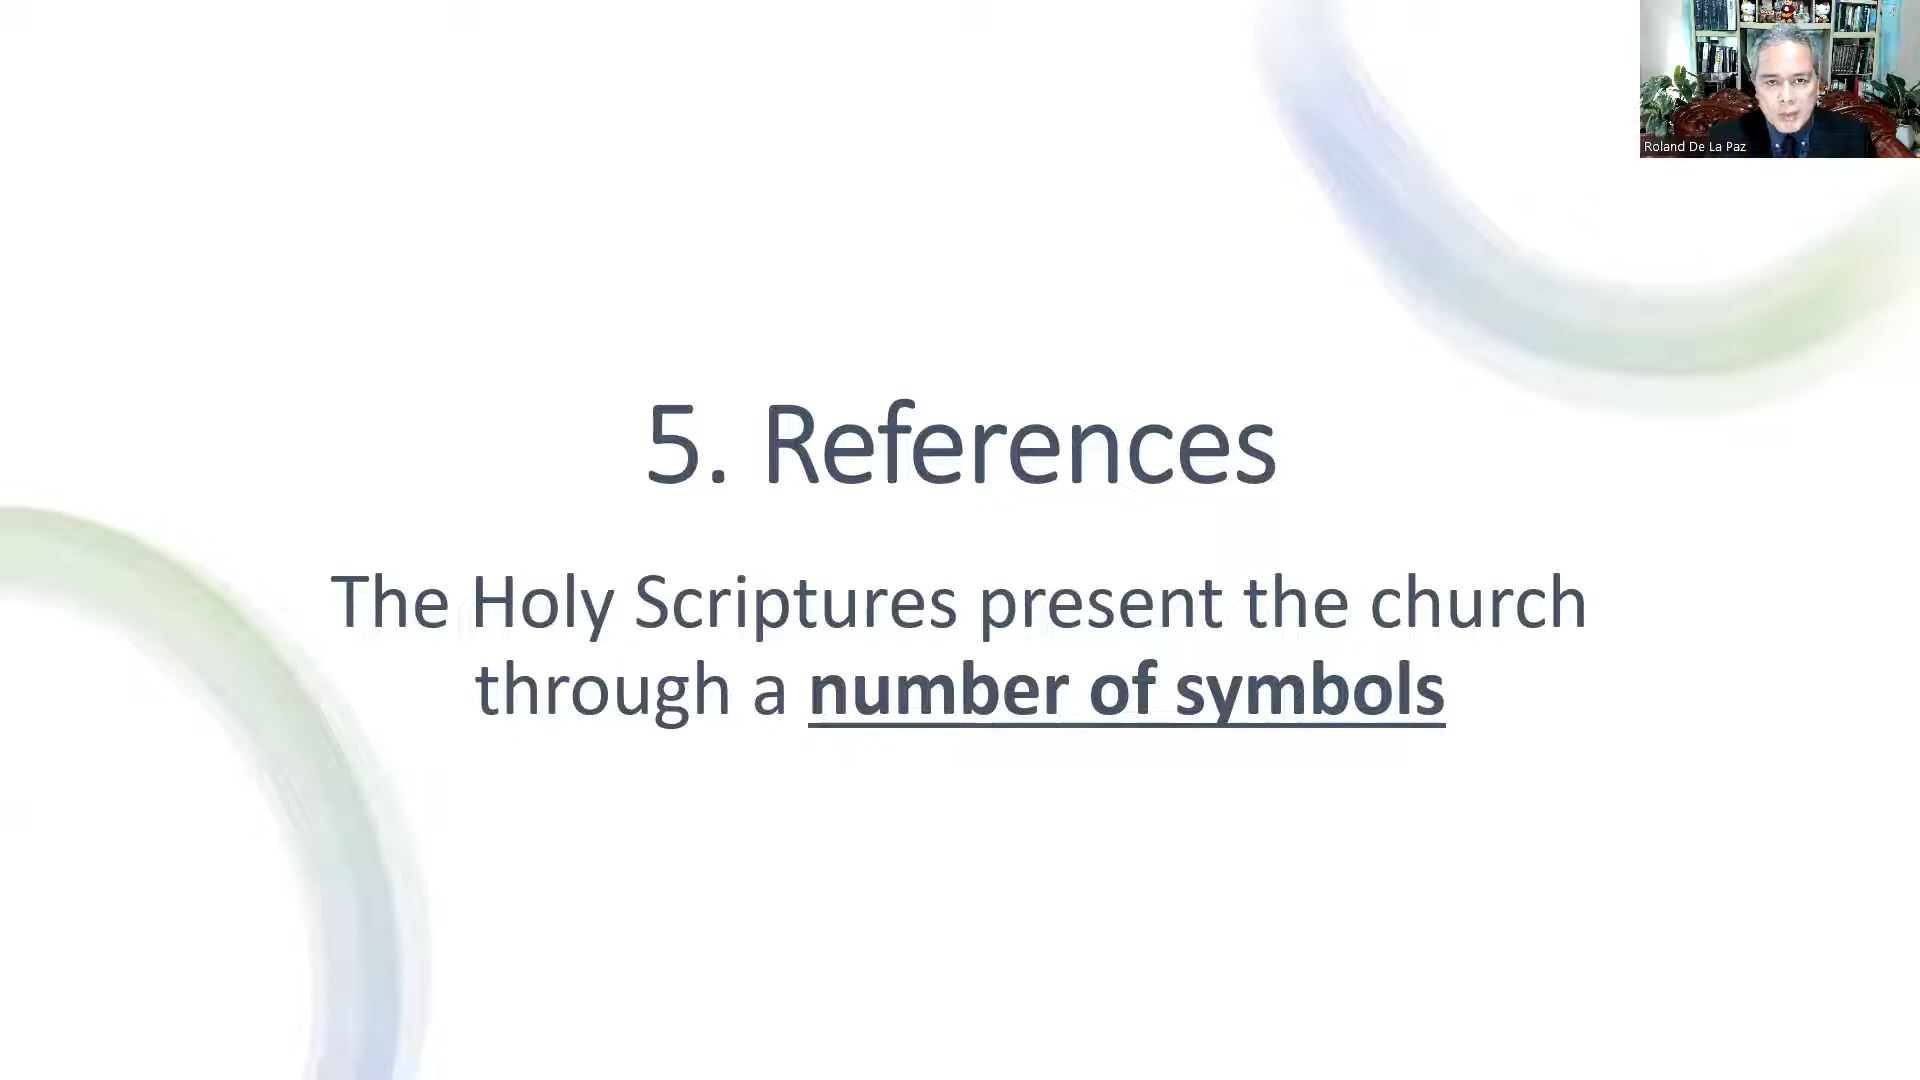 5. References
The Holy Scriptures present the church
through a number of symbols
Roland De La Paz